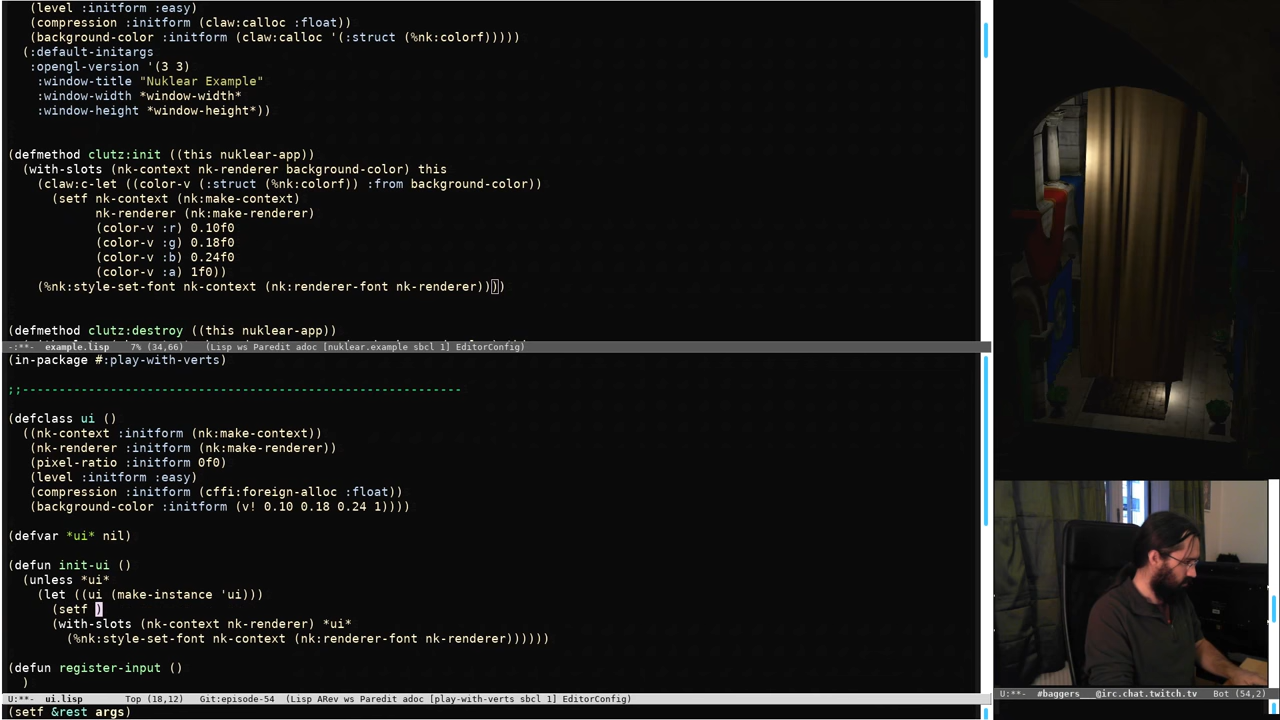 (level :initform :easy)
(compression :initform (claw:calloc :float))
(background-color :initform (claw:calloc '(:struct (%nk:colorf)))))
(:default-initargs
:opengl-version '(3 3)
:window-title "Nuklear Example"
:window-width *window-width*
:window-height *window-height*))
(defmethod clutz:init ((this nuklear-app))
(with-slots (nk-context nk-renderer background-color) this
(claw:c-let ((color-v (:struct (%nk:colorf)) :from background-color))
(setf nk-context (nk:make-context)
nk-renderer (nk:make-renderer)
(color-v :r) 0.10f0
(color-v :g) 0.18f0
(color-v :b) 0.24f0
(color-v :a) 1f0))
(%nk:style-set-font nk-context (nk:renderer-font nk-renderer))))
(defmethod clutz:destroy ((this nuklear-app))
-:**- example.lisp 7% (34,66) (Lisp ws Paredit adoc [nuklear.example sbcl 1] EditorConfig)
(in-package #:play-with-verts)
;;------------------------------------------------------------
(defclass ui ()
((nk-context :initform (nk:make-context))
(nk-renderer :initform (nk:make-renderer))
(pixel-ratio :initform 0f0)
(level :initform :easy)
(compression :initform (cffi:foreign-alloc :float))
(background-color :initform (v! 0.10 0.18 0.24 1))))
(defvar *ui* nil)
(defun init-ui ()
(unless *ui*
(let ((ui (make-instance 'ui)))
(setf )
(with-slots (nk-context nk-renderer) *ui*
(%nk:style-set-font nk-context (nk:renderer-font nk-renderer))))))
(defun register-input ()
)
U:**- ui.lisp Top (18,12) Git:episode-54 (Lisp ARev ws Paredit adoc [play-with-verts sbcl 1] EditorConfig)
U:**- #baggers___@irc.chat.twitch.tv Bot (54,2)
(setf &rest args)